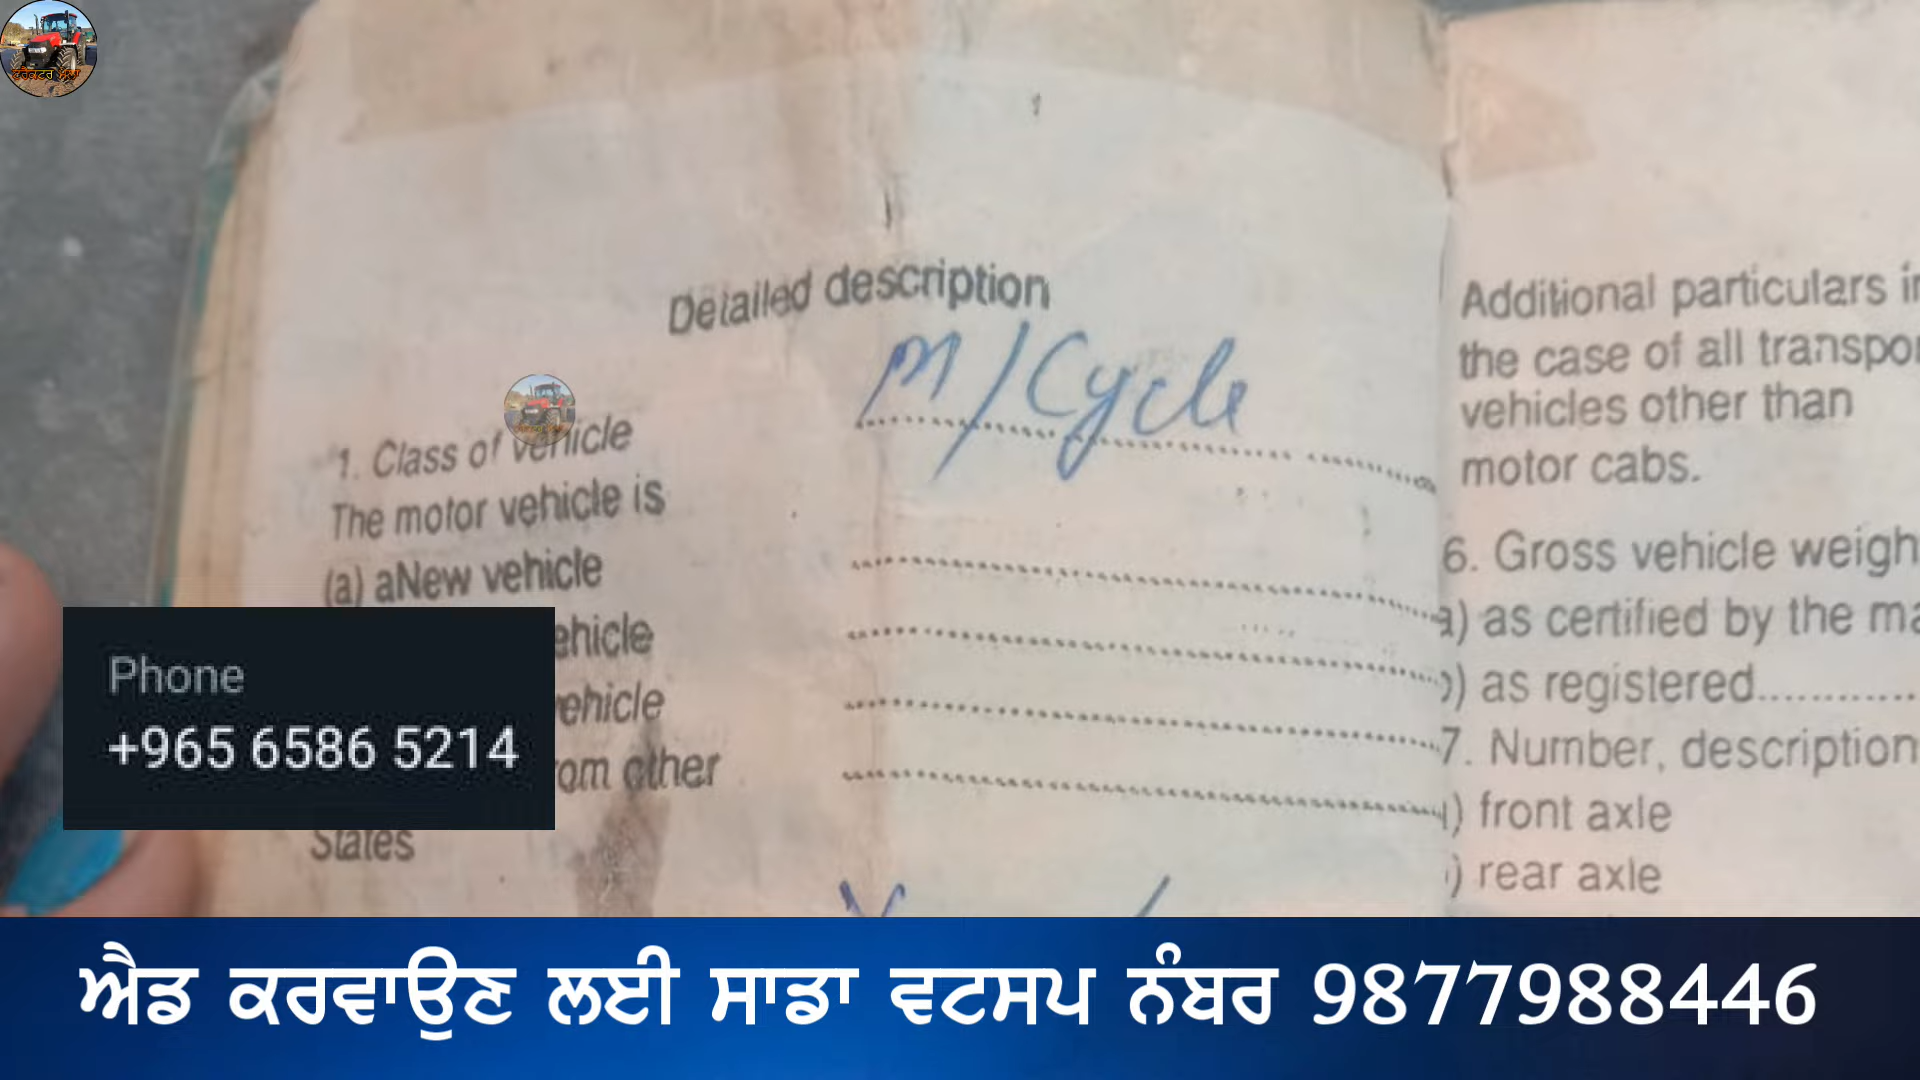 ਟਰੈਕਟਰ ਮੇਲਾ
Detailed description
1. Class of vehicle
M/Cycle
The motor vehicle is
(a) aNew vehicle
ehicle
ehicle
om other
States
Additional particulars in
the case of all transpor
vehicles other than
motor cabs.
6. Gross vehicle weigh
a) as certified by the ma
) as registered.............
7. Number, description
) front axle
) rear axle
Phone
+965 6586 5214
ਐਡ ਕਰਵਾਉਣ ਲਈ ਸਾਡਾ ਵਟਸਪ ਨੰਬਰ 9877988446